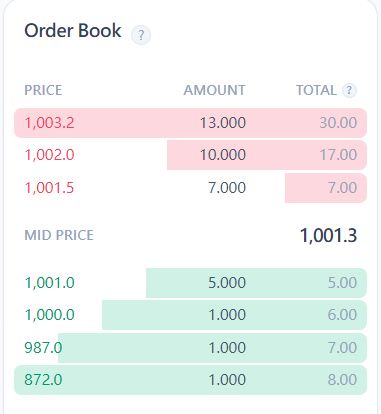 Order Book ?
PRICE AMOUNT TOTAL ?
1,003.2 13.000 30.00
1,002.0 10.000 17.00
1,001.5 7.000 7.00
MID PRICE 1,001.3
1,001.0 5.000 5.00
1,000.0 1.000 6.00
987.0 1.000 7.00
872.0 1.000 8.00